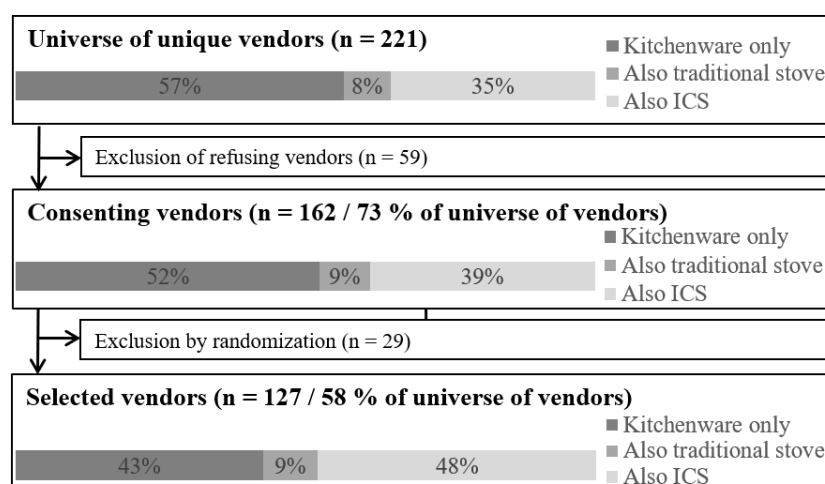 Universe of unique vendors (n = 221)
Kitchenware only
Also traditional stove
Also ICS
57% 8% 35%
Exclusion of refusing vendors (n = 59)
Consenting vendors (n = 162 / 73 % of universe of vendors)
Kitchenware only
Also traditional stove
Also ICS
52% 9% 39%
Exclusion by randomization (n = 29)
Selected vendors (n = 127 / 58 % of universe of vendors)
Kitchenware only
Also traditional stove
Also ICS
43% 9% 48%